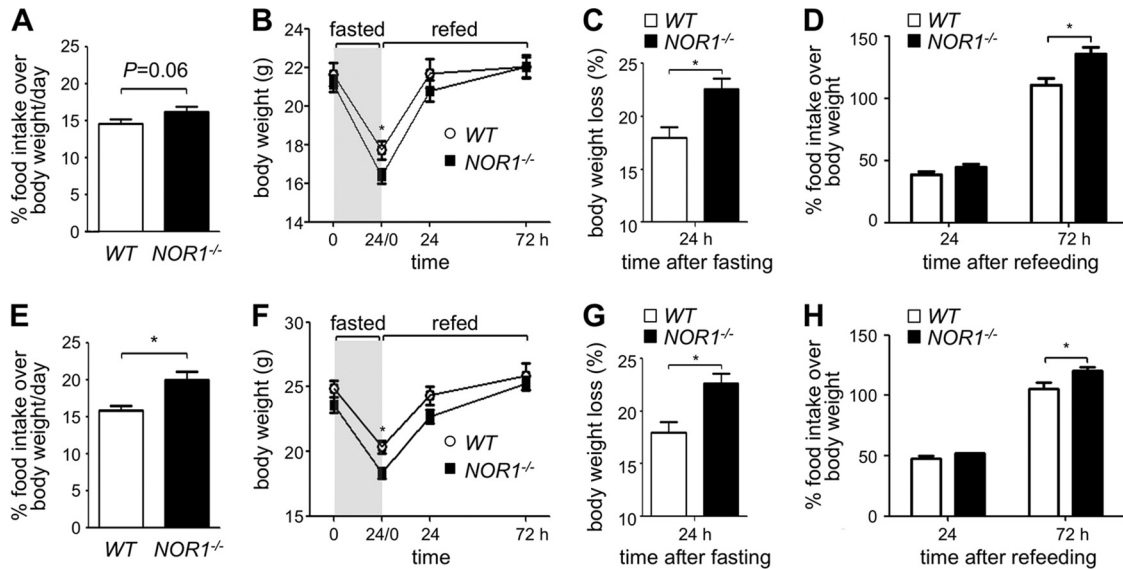 A
% food intake over
body weight/day
25
20
15
10
5
0
P=0.06
WT NOR1-/-
B
fasted refed
body weight (g)
24
22
20
18
16
14
*
WT
NOR1-/-
0 24/0 24 72 h
time
C
WT
NOR1-/-
body weight loss (%)
25
20
15
10
*
24 h
time after fasting
D
WT
NOR1-/-
% food intake over
body weight
150
100
50
0
*
24 72 h
time after refeeding
E
% food intake over
body weight/day
25
20
15
10
5
0
*
WT NOR1-/-
F
fasted refed
body weight (g)
30
25
20
15
*
WT
NOR1-/-
0 24/0 24 72 h
time
G
WT
NOR1-/-
body weight loss (%)
25
20
15
10
*
24 h
time after fasting
H
WT
NOR1-/-
% food intake over
body weight
150
100
50
0
*
24 72 h
time after refeeding